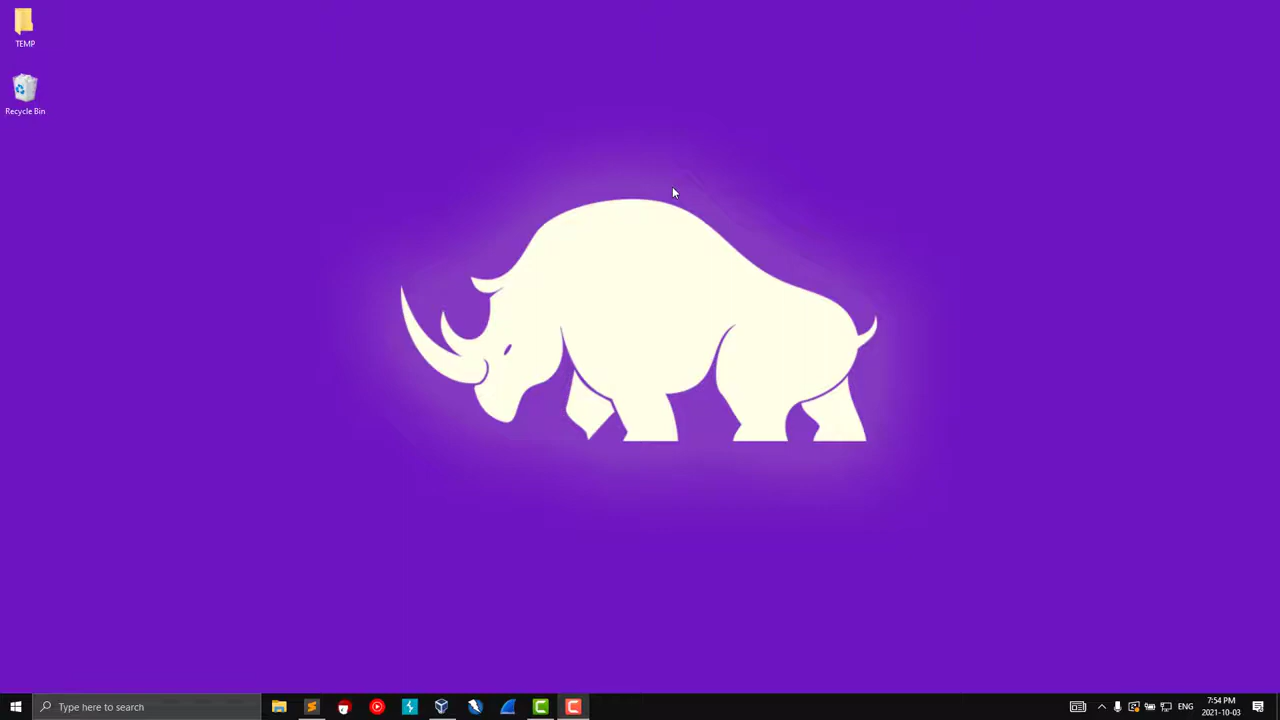 TEMP
Recycle Bin
Type here to search
ENG
7:54 PM
2021-10-03